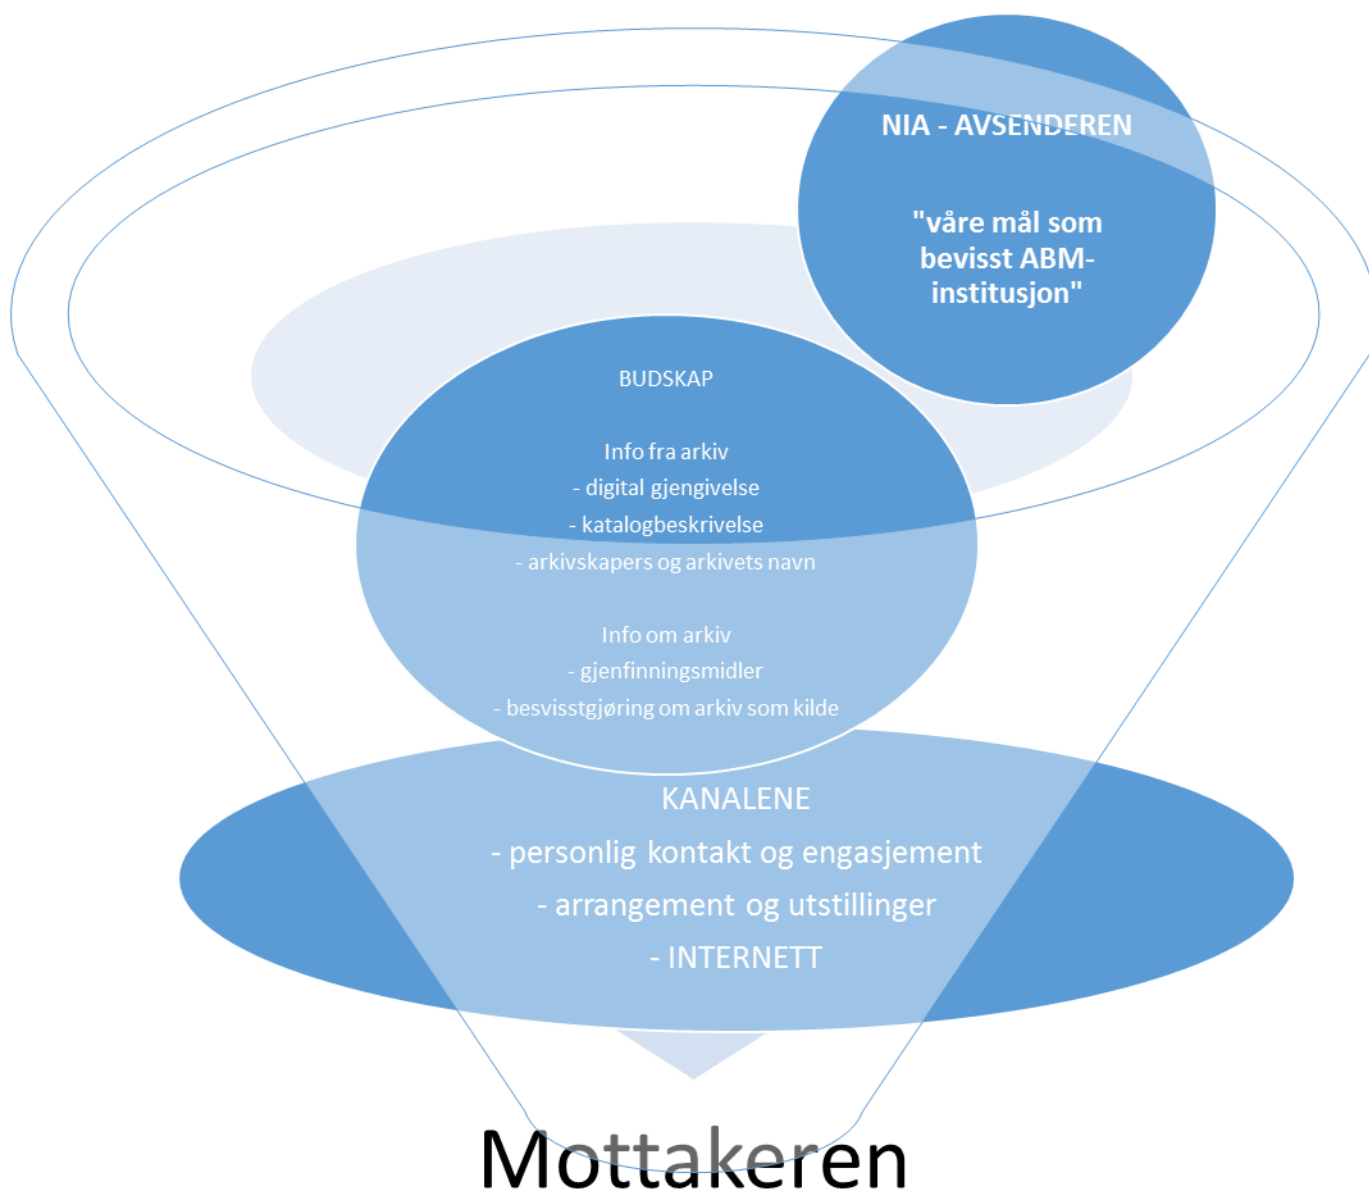 NIA - AVSENDEREN
"våre mål som
bevisst ABM-
institusjon"
BUDSKAP
Info fra arkiv
- digital gjengivelse
- katalogbeskrivelse
- arkivskapers og arkivets navn
Info om arkiv
- gjenfinningsmidler
- besvisstgjøring om arkiv som kilde
KANALENE
- personlig kontakt og engasjement
- arrangement og utstillinger
- INTERNETT
Mottakeren